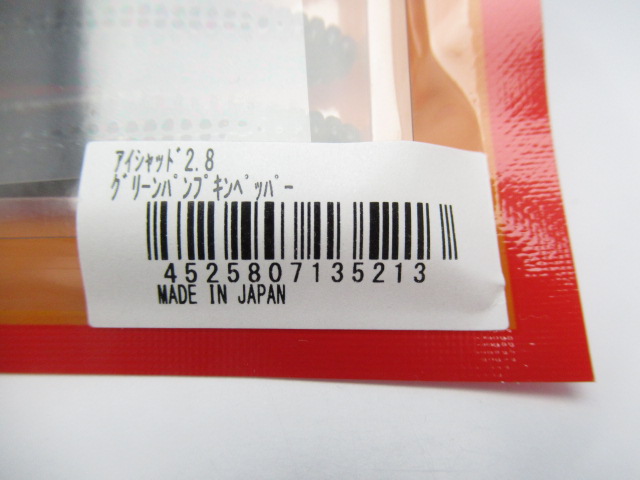 ｱｲｼｬｯﾄﾞ2.8
ｸﾞﾘｰﾝﾊﾟﾝﾌﾟｷﾝﾍﾟｯﾊﾟｰ
4525807135213
MADE IN JAPAN